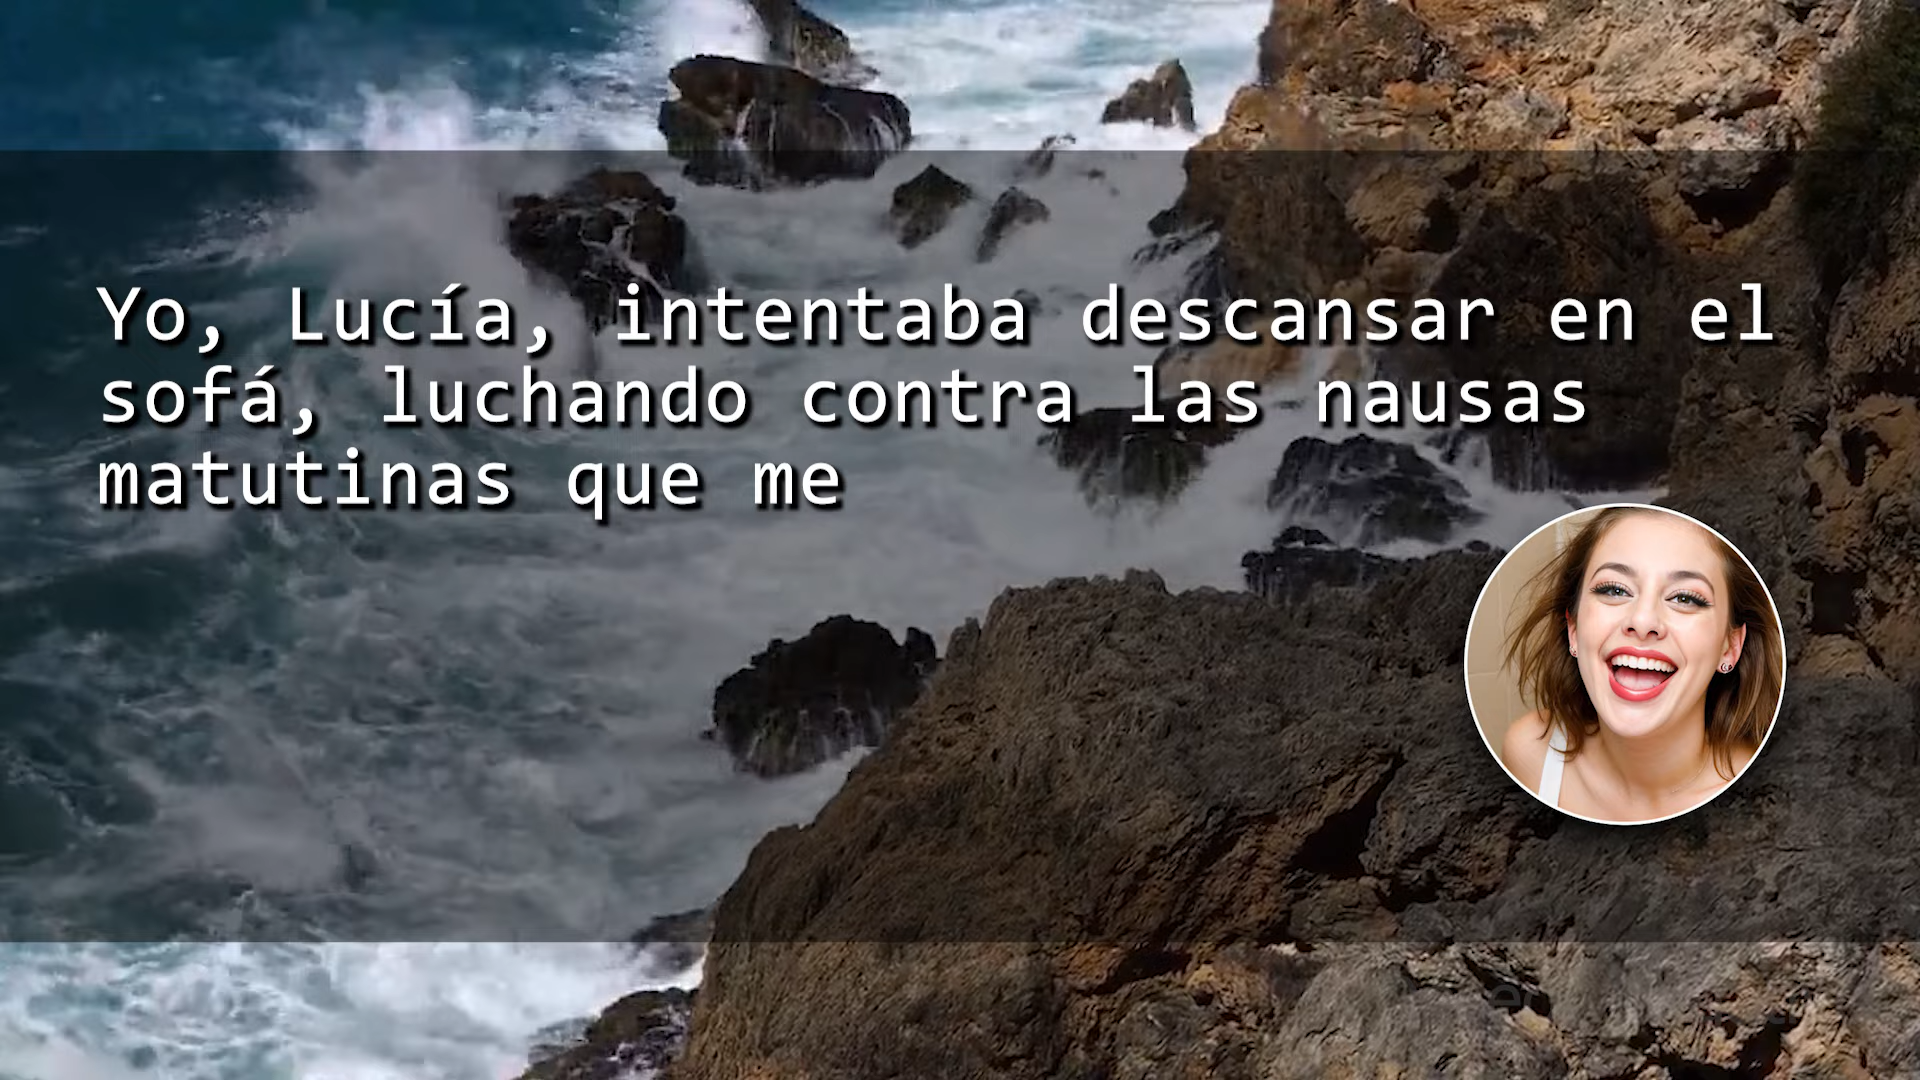 Yo, Lucía, intentaba descansar en el
sofá, luchando contra las nausas
matutinas que me